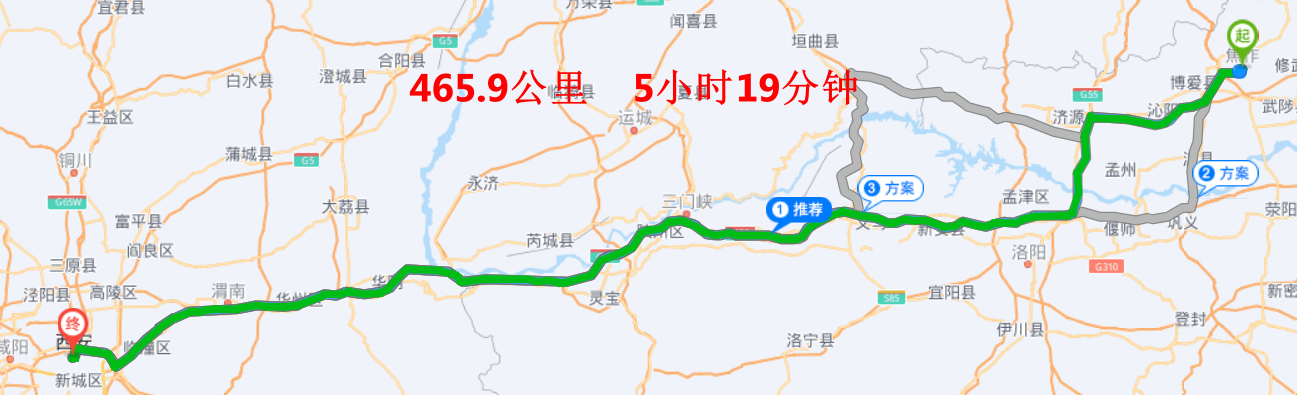 宜君县
万荣县
闻喜县
G5
垣曲县
起
焦作
合阳县
白水县
澄城县
465.9公里 5小时19分钟
博爱县
修武
G55
沁阳
武陟
王益区
运城
济源
铜川
蒲城县
G5
永济
孟州
2 方案
3 方案
G65W
大荔县
三门峡
1 推荐
孟津区
荥阳
富平县
偃师
巩义
阎良区
芮城县
洛阳
三原县
G310
泾阳县
高陵区
渭南
灵宝
S85
宜阳县
新密
终
西安
临潼区
洛宁县
伊川县
登封
咸阳
新城区